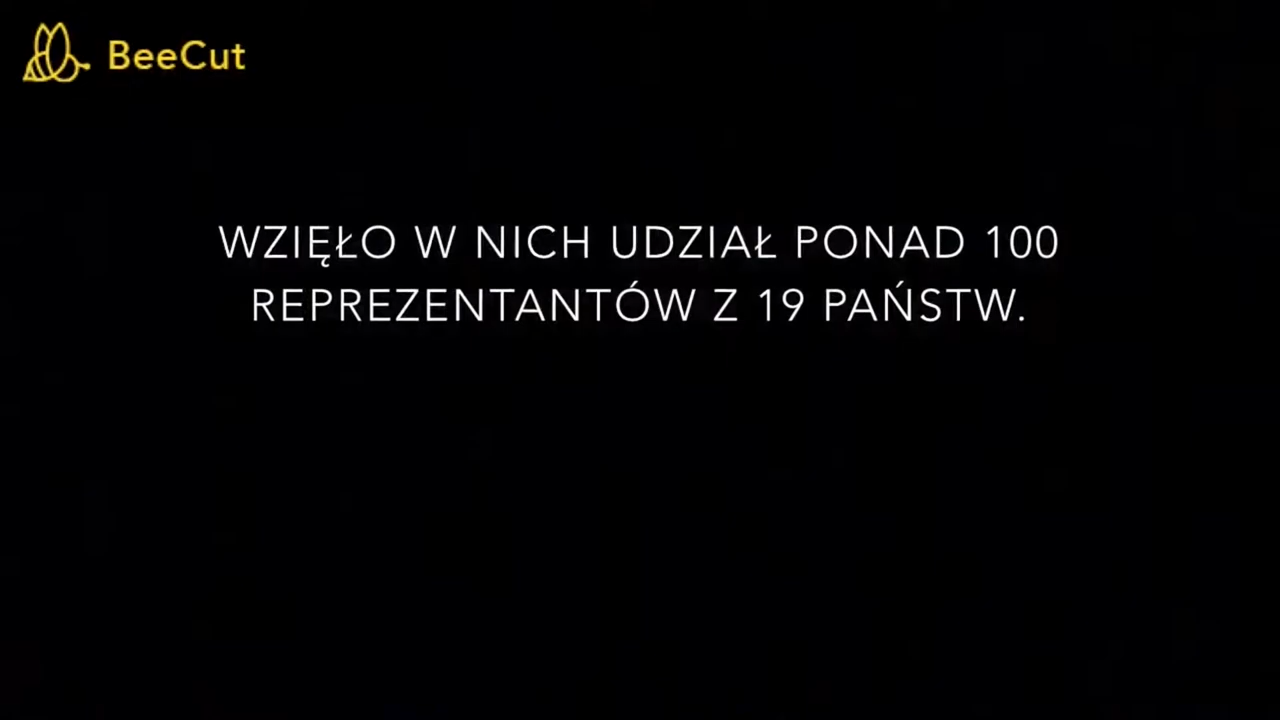 BeeCut
WZIĘŁO W NICH UDZIAŁ PONAD 100
REPREZENTANTÓW Z 19 PAŃSTW.